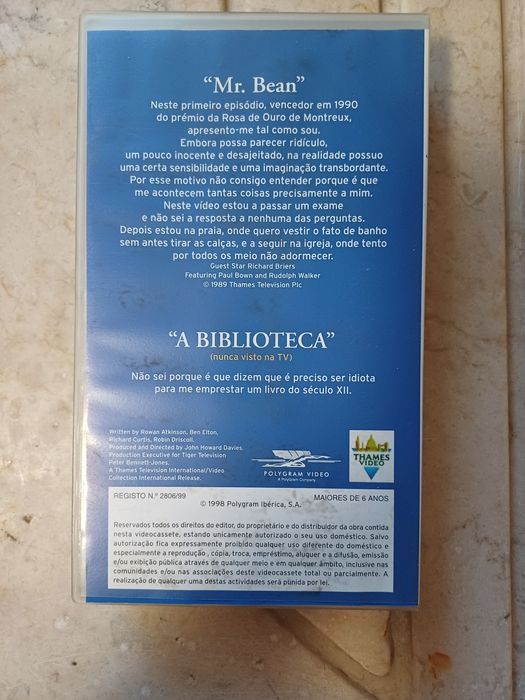 “Mr. Bean”
Neste primeiro episódio, vencedor em 1990
do prémio da Rosa de Ouro de Montreux,
apresento-me tal como sou.
Embora possa parecer ridículo,
um pouco inocente e desajeitado, na realidade possuo
uma certa sensibilidade e uma imaginação transbordante.
Por esse motivo não consigo entender porque é que
me acontecem tantas coisas precisamente a mim.
Neste vídeo estou a passar um exame
e não sei a resposta a nenhuma das perguntas.
Depois estou na praia, onde quero vestir o fato de banho
sem antes tirar as calças, e a seguir na igreja, onde tento
por todos os meio não adormecer.
Guest Star Richard Briers
Featuring Paul Bown and Rudolph Walker
© 1989 Thames Television Plc
“A BIBLIOTECA”
(nunca visto na TV)
Não sei porque é que dizem que é preciso ser idiota
para me emprestar um livro do século XII.
Written by Rowan Atkinson, Ben Elton,
Richard Curtis, Robin Driscoll.
Produced and Directed by John Howard Davies.
Production Executive for Tiger Television
Peter Bennett-Jones.
A Thames Television International/Video
Collection International Release.
POLYGRAM VIDEO
A PolyGram Company
THAMES
VIDEO
REGISTO N.º 2806/99
MAIORES DE 6 ANOS
© 1998 Polygram Ibérica, S.A.
Reservados todos os direitos do editor, do proprietário e do distribuidor da obra contida
nesta videocassete, estando unicamente autorizado o seu uso doméstico. Salvo
autorização fica expressamente proibido qualquer uso diferente do doméstico e
especialmente a reprodução , cópia, troca, empréstimo, aluguer e a difusão, emissão
e/ou exibição pública através de qualquer meio e em qualquer âmbito, inclusive nas
comunidades e/ou nas associações deste videocassete total ou parcialmente. A
realização de qualquer uma destas actividades será punida por lei.